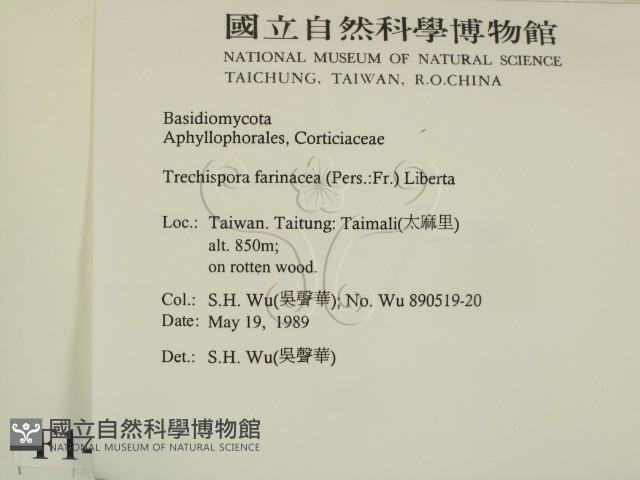 國立自然科學博物館
NATIONAL MUSEUM OF NATURAL SCIENCE
TAICHUNG, TAIWAN, R.O.CHINA
Basidiomycota
Aphyllophorales, Corticiaceae
Trechispora farinacea (Pers.:Fr.) Liberta
Loc.: Taiwan. Taitung: Taimali(太麻里)
alt. 850m;
on rotten wood.
Col.: S.H. Wu(吳聲華); No. Wu 890519-20
Date: May 19, 1989
Det.: S.H. Wu(吳聲華)
國立自然科學博物館
NATIONAL MUSEUM OF NATURAL SCIENCE